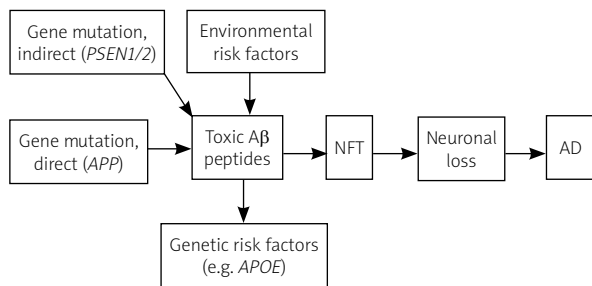 Gene mutation,
indirect (PSEN1/2)
Environmental
risk factors
Gene mutation,
direct (APP)
Toxic Aβ
peptides
NFT
Neuronal
loss
AD
Genetic risk factors
(e.g. APOE)